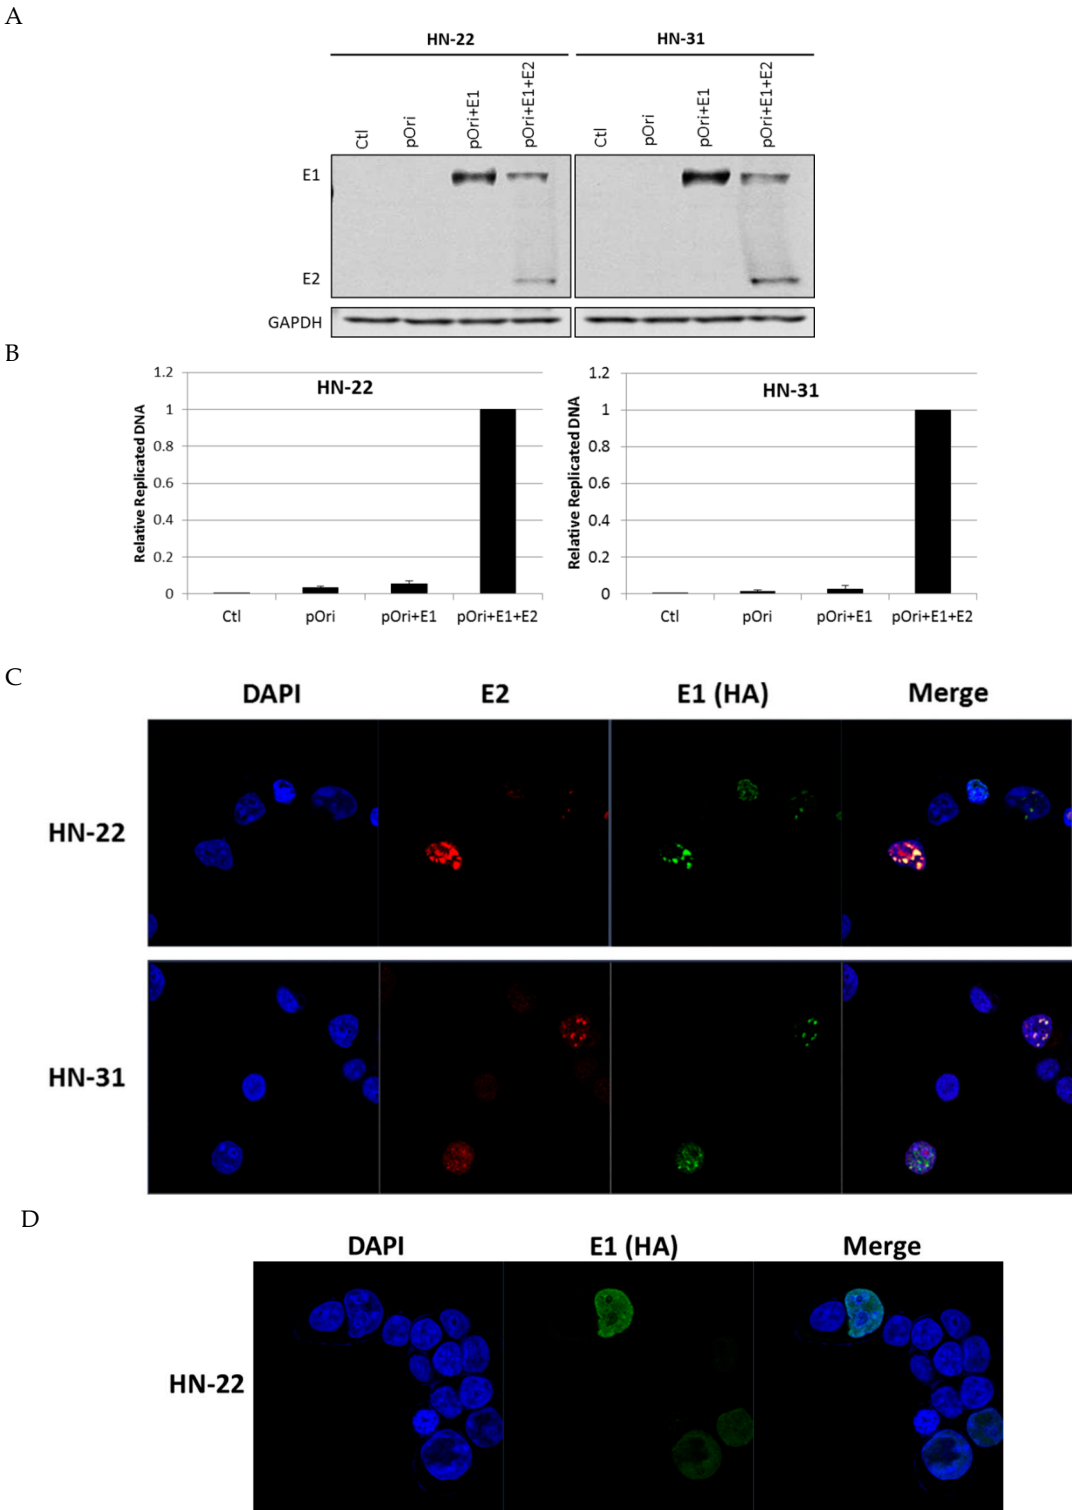 A
HN-22 HN-31
Ctl pOri pOri+E1 pOri+E1+E2 Ctl pOri pOri+E1 pOri+E1+E2
E1
E2
GAPDH
B
HN-22
Relative Replicated DNA
1.2
1
0.8
0.6
0.4
0.2
0
Ctl pOri pOri+E1 pOri+E1+E2
HN-31
Relative Replicated DNA
1.2
1
0.8
0.6
0.4
0.2
0
Ctl pOri pOri+E1 pOri+E1+E2
C
DAPI E2 E1 (HA) Merge
HN-22
HN-31
D
DAPI E1 (HA) Merge
HN-22